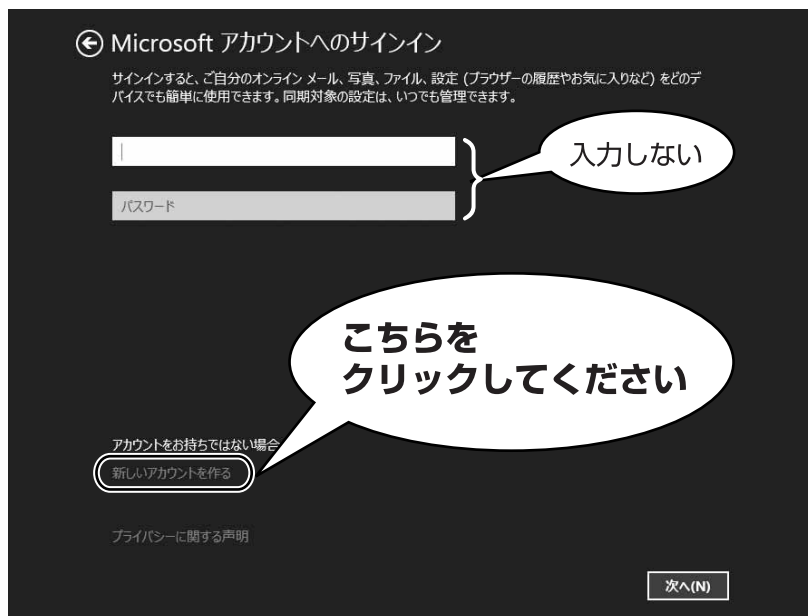 Microsoft アカウントへのサインイン
サインインすると、ご自分のオンライン メール、写真、ファイル、設定 (ブラウザーの履歴やお気に入りなど) をどのデ
バイスでも簡単に使用できます。同期対象の設定は、いつでも管理できます。
入力しない
パスワード
こちらを
クリックしてください
アカウントをお持ちではない場合
新しいアカウントを作る
プライバシーに関する声明
次へ(N)